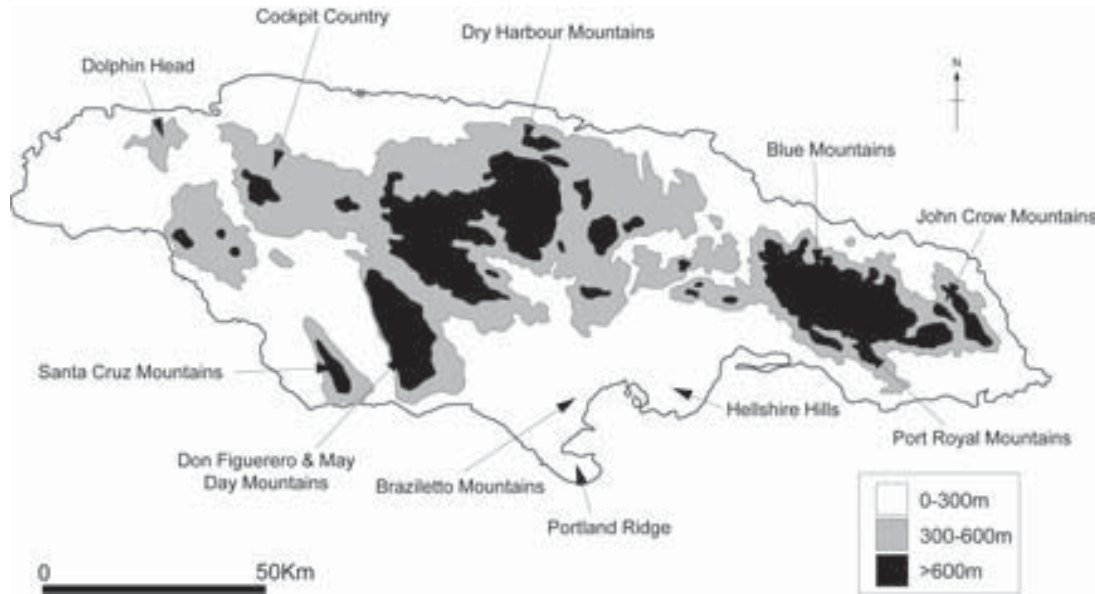 Cockpit Country
Dry Harbour Mountains
Dolphin Head
N
Blue Mountains
John Crow Mountains
Santa Cruz Mountains
Hellshire Hills
Port Royal Mountains
Don Figuerero & May
Day Mountains
Braziletto Mountains
Portland Ridge
0-300m
300-600m
>600m
0 50Km